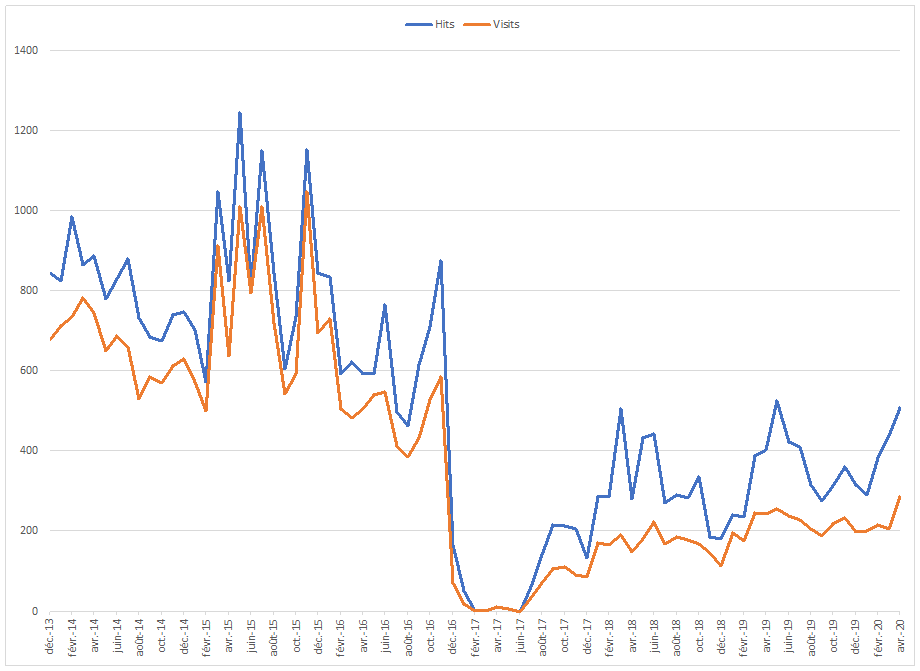 Hits Visits
1400
1200
1000
800
600
400
200
0
déc.-13
févr.-14
avr.-14
juin-14
août-14
oct.-14
déc.-14
févr.-15
avr.-15
juin-15
août-15
oct.-15
déc.-15
févr.-16
avr.-16
juin-16
août-16
oct.-16
déc.-16
févr.-17
avr.-17
juin-17
août-17
oct.-17
déc.-17
févr.-18
avr.-18
juin-18
août-18
oct.-18
déc.-18
févr.-19
avr.-19
juin-19
août-19
oct.-19
déc.-19
févr.-20
avr.-20